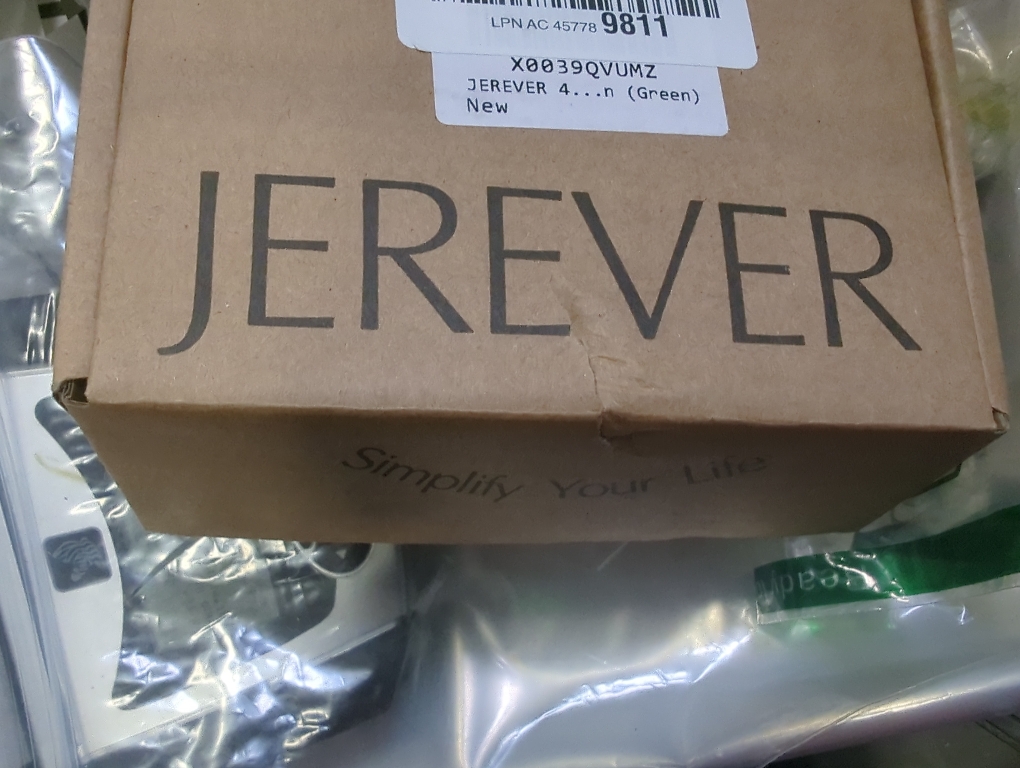 LPN AC 45778 9811
X0039QVUMZ
JEREVER 4...n (Green)
New
JEREVER
Simplify Your Life